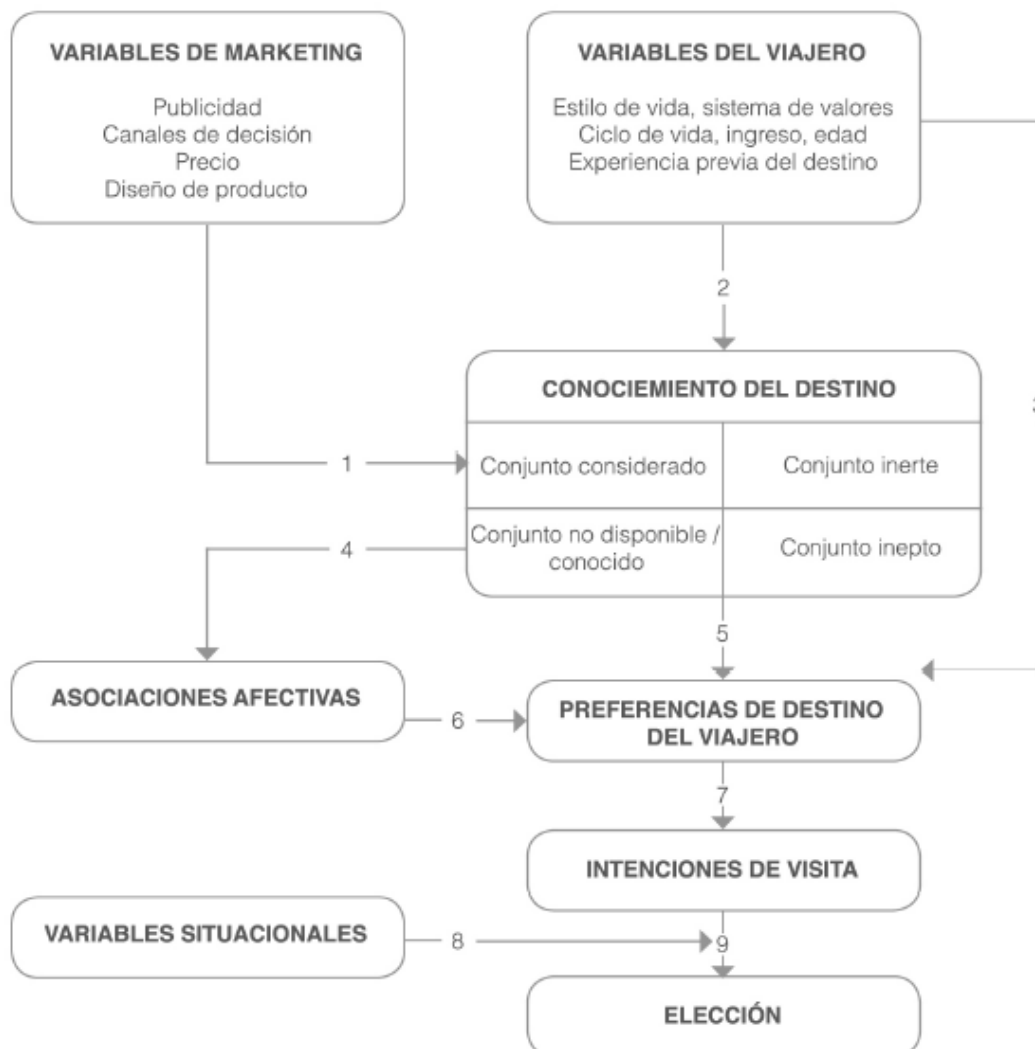 VARIABLES DE MARKETING
Publicidad
Canales de decisión
Precio
Diseño de producto
VARIABLES DEL VIAJERO
Estilo de vida, sistema de valores
Ciclo de vida, ingreso, edad
Experiencia previa del destino
2
CONOCIEMIENTO DEL DESTINO
1
Conjunto considerado
Conjunto inerte
4
Conjunto no disponible /
conocido
Conjunto inepto
5
ASOCIACIONES AFECTIVAS
6
PREFERENCIAS DE DESTINO
DEL VIAJERO
7
INTENCIONES DE VISITA
VARIABLES SITUACIONALES
8
9
ELECCIÓN